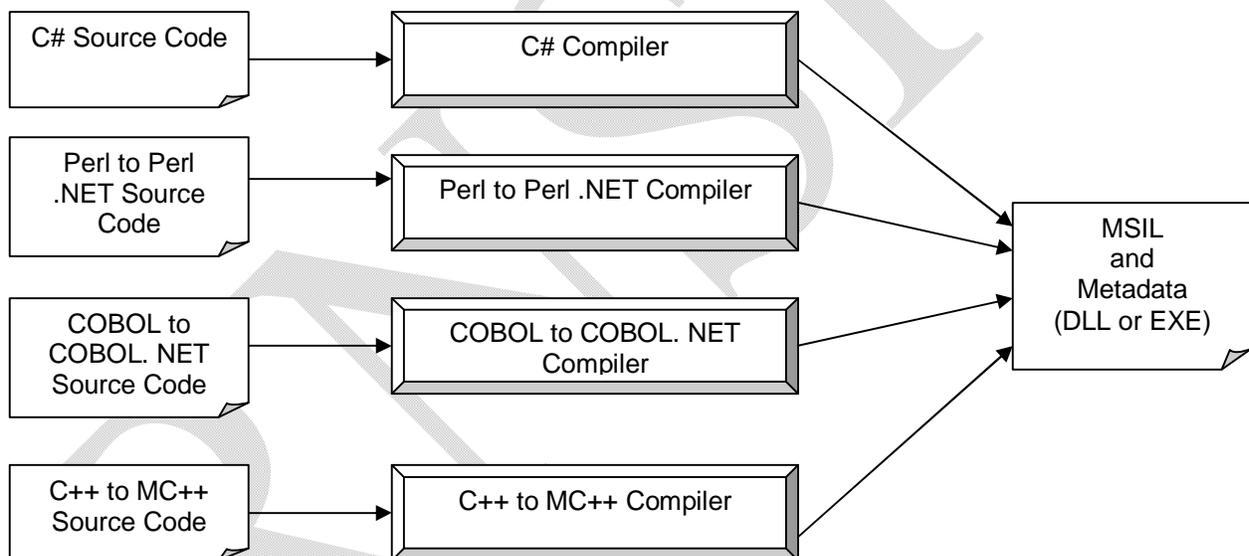 C# Source Code
C# Compiler
Perl to Perl
.NET Source
Code
Perl to Perl .NET Compiler
COBOL to
COBOL. NET
Source Code
COBOL to COBOL. NET
Compiler
C++ to MC++
Source Code
C++ to MC++ Compiler
MSIL
and
Metadata
(DLL or EXE)